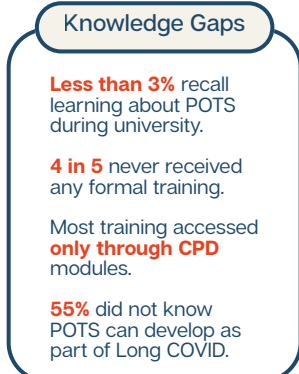 Knowledge Gaps
Less than 3% recall
learning about POTS
during university.
4 in 5 never received
any formal training.
Most training accessed
only through CPD
modules.
55% did not know
POTS can develop as
part of Long COVID.